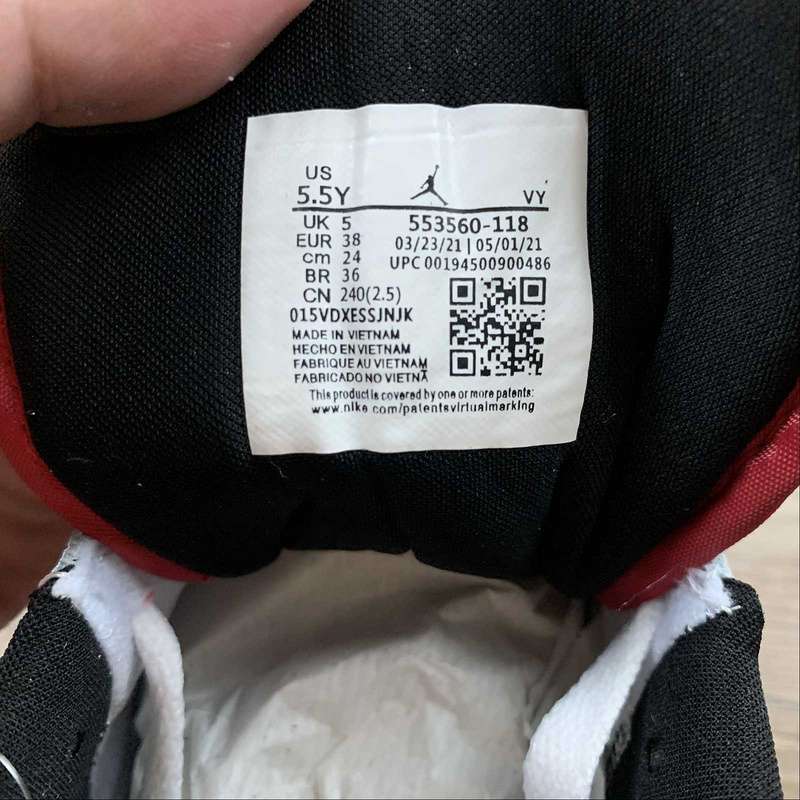 US
5.5Y VY
UK 5
EUR 38
cm 24
BR 36
CN 240(2.5)
553560-118
03/23/21 | 05/01/21
UPC 00194500900486
015VDXESSJNJK
MADE IN VIETNAM
HECHO EN VIETNAM
FABRIQUE AU VIETNAM
FABRICADO NO VIETNÃ
This product is covered by one or more patents:
www.nike com/patentsvirtualmarking